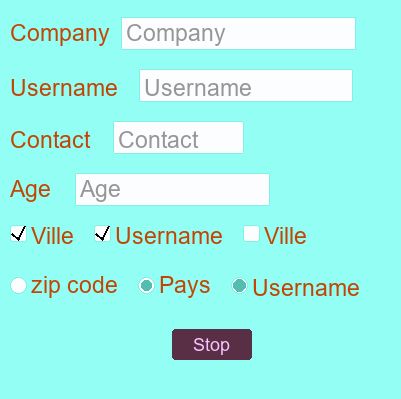 Company Company
Username Username
Contact Contact
Age Age
Ville Username Ville
zip code Pays Username
Stop